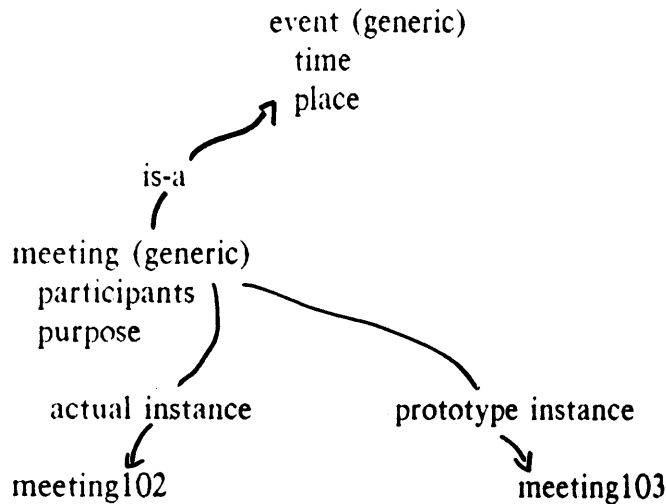 event (generic)
time
place
is-a
meeting (generic)
participants
purpose
actual instance
prototype instance
meeting102
meeting103